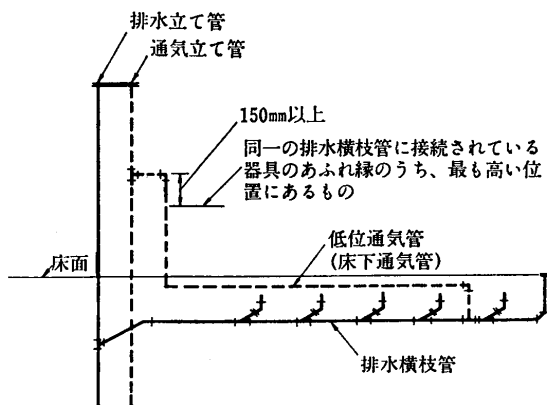 排水立て管
通気立て管
150mm以上
同一の排水横枝管に接続されている
器具のあふれ縁のうち、最も高い位
置にあるもの
床面
低位通気管
(床下通気管)
排水横枝管